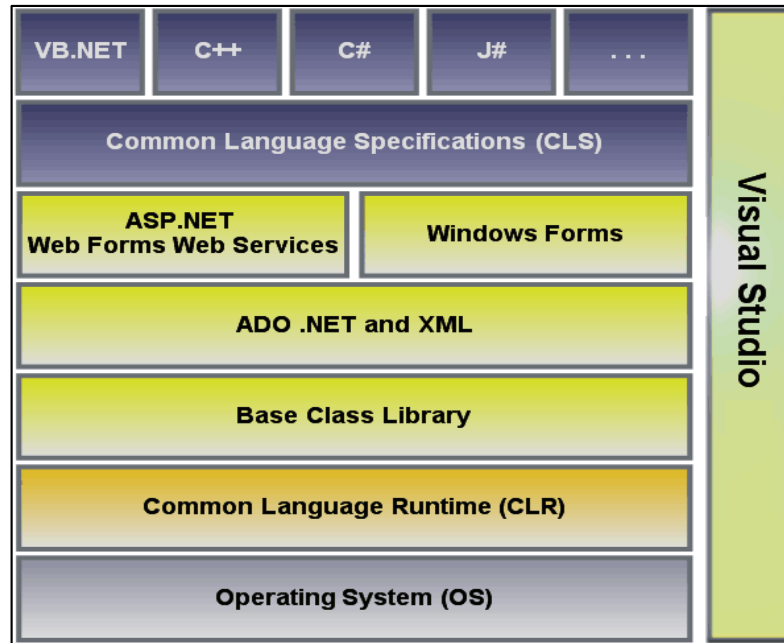 VB.NET
C++
C#
J#
. . .
Common Language Specifications (CLS)
ASP.NET
Web Forms Web Services
Windows Forms
ADO .NET and XML
Base Class Library
Common Language Runtime (CLR)
Operating System (OS)
Visual Studio